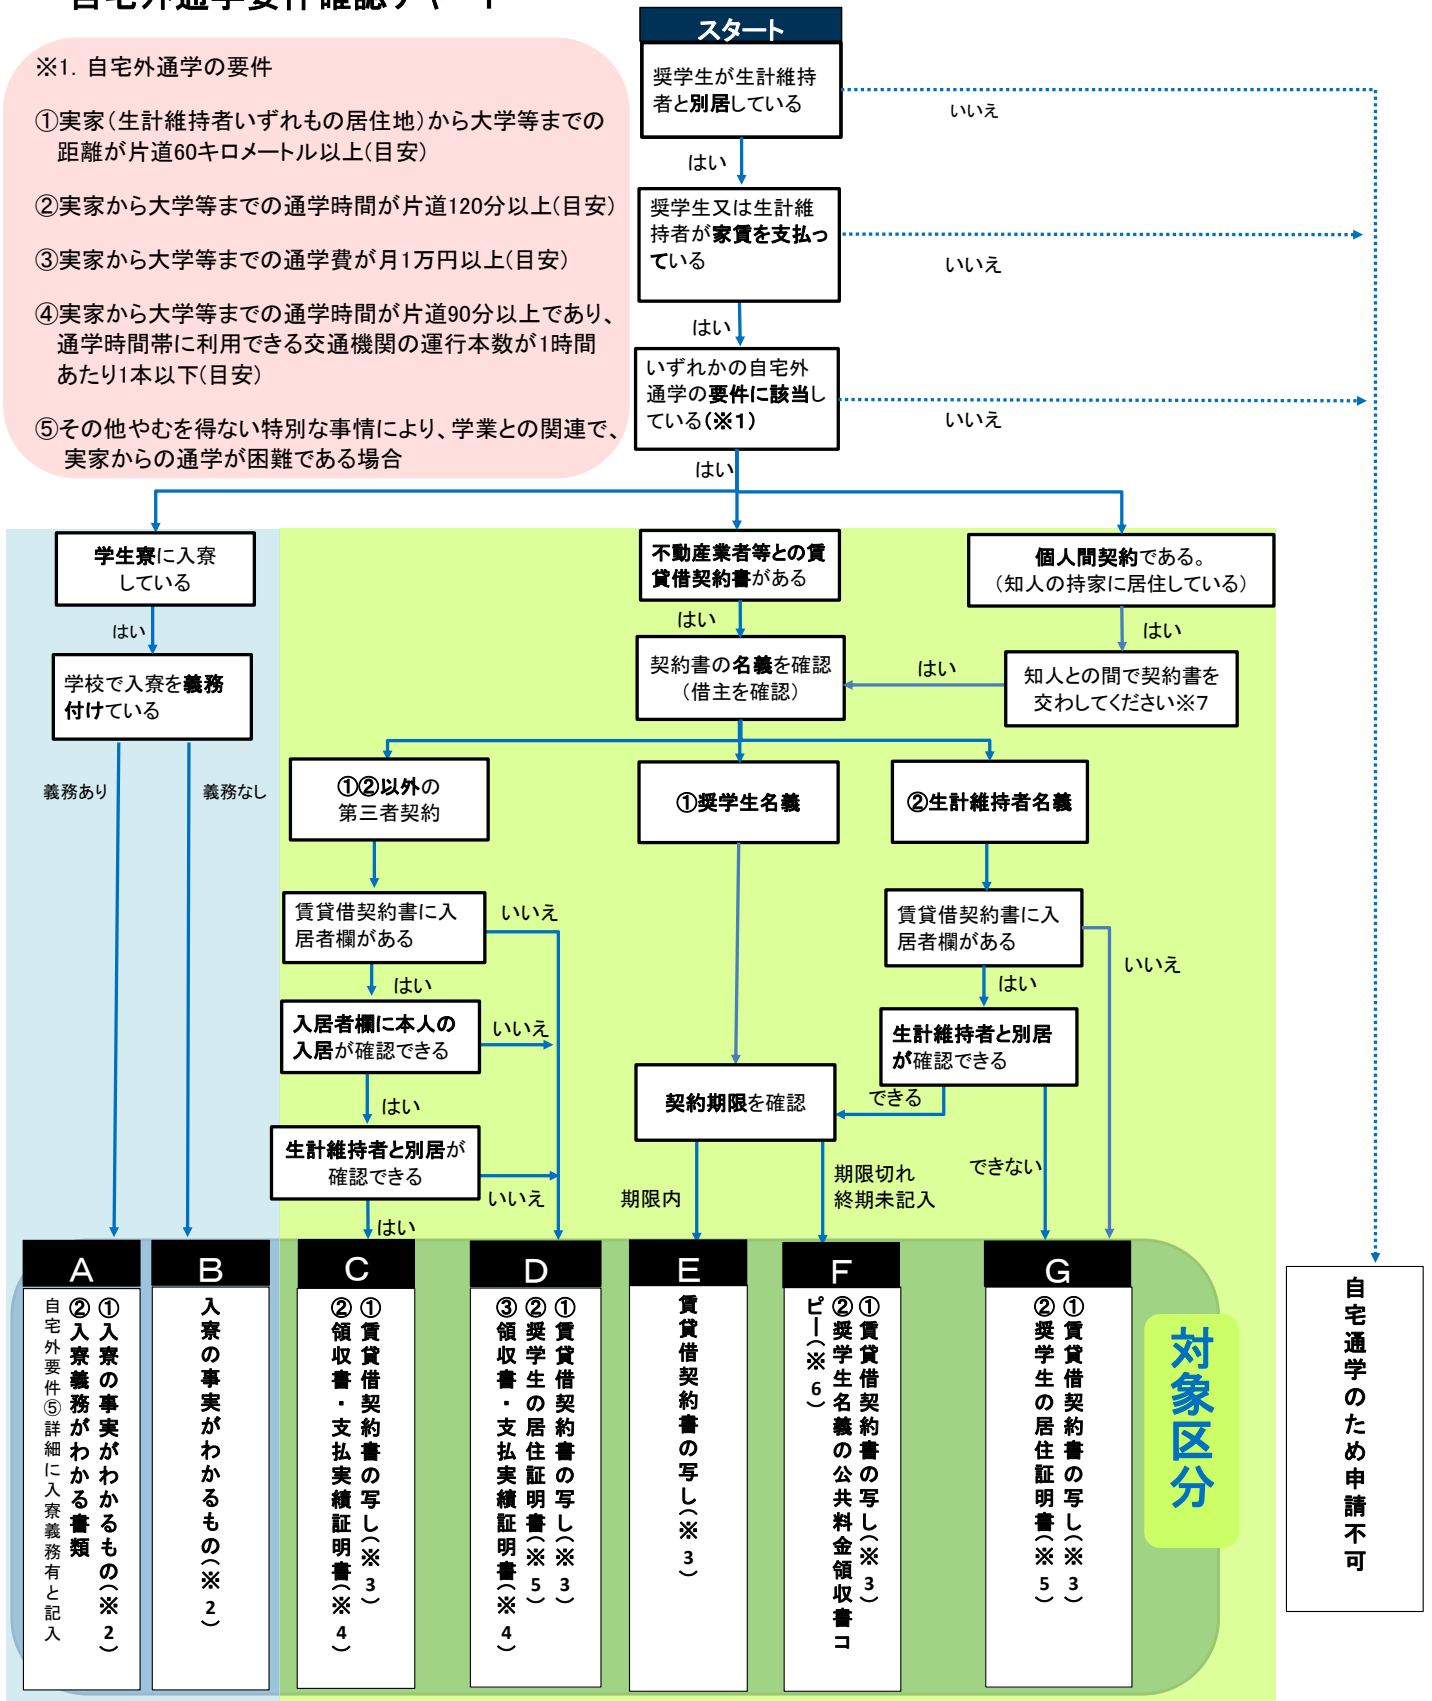 スタート
※1．自宅外通学の要件
①実家（生計維持者いずれもの居住地）から大学等までの
距離が片道60キロメートル以上（目安）
②実家から大学等までの通学時間が片道120分以上（目安）
③実家から大学等までの通学費が月1万円以上（目安）
④実家から大学等までの通学時間が片道90分以上であり、
通学時間帯に利用できる交通機関の運行本数が1時間
あたり1本以下（目安）
⑤その他やむを得ない特別な事情により、学業との関連で、
実家からの通学が困難である場合
奨学生が生計維持
者と別居している
いいえ
はい
奨学生又は生計維
持者が家賃を支払っ
ている
いいえ
はい
いずれかの自宅外
通学の要件に該当し
ている（※1）
いいえ
はい
学生寮に入寮
している
不動産業者等との賃
貸借契約書がある
個人間契約である。
（知人の持家に居住している）
はい
はい
はい
学校で入寮を義務
付けている
契約書の名義を確認
（借主を確認）
はい
知人との間で契約書を
交わしてください※7
義務あり
義務なし
①②以外の
第三者契約
①奨学生名義
②生計維持者名義
賃貸借契約書に入
居者欄がある
いいえ
賃貸借契約書に入
居者欄がある
いいえ
はい
はい
入居者欄に本人の
入居が確認できる
いいえ
生計維持者と別居
が確認できる
はい
契約期限を確認
できる
できない
生計維持者と別居が
確認できる
いいえ
はい
期限内
期限切れ
終期未記入
A
①入寮の事実がわかるもの（※2）
②入寮義務がわかる書類
自宅外要件⑤詳細に入寮義務有と記入
B
入寮の事実がわかるもの（※2）
C
①賃貸借契約書の写し（※3）
②領収書・支払実績証明書（※4）
D
①賃貸借契約書の写し（※3）
②奨学生の居住証明書（※5）
③領収書・支払実績証明書（※4）
E
賃貸借契約書の写し（※3）
F
①賃貸借契約書の写し（※3）
②奨学生名義の公共料金領収書コ
ピー（※6）
G
①賃貸借契約書の写し（※3）
②奨学生の居住証明書（※5）
対象区分
自宅通学のため申請不可